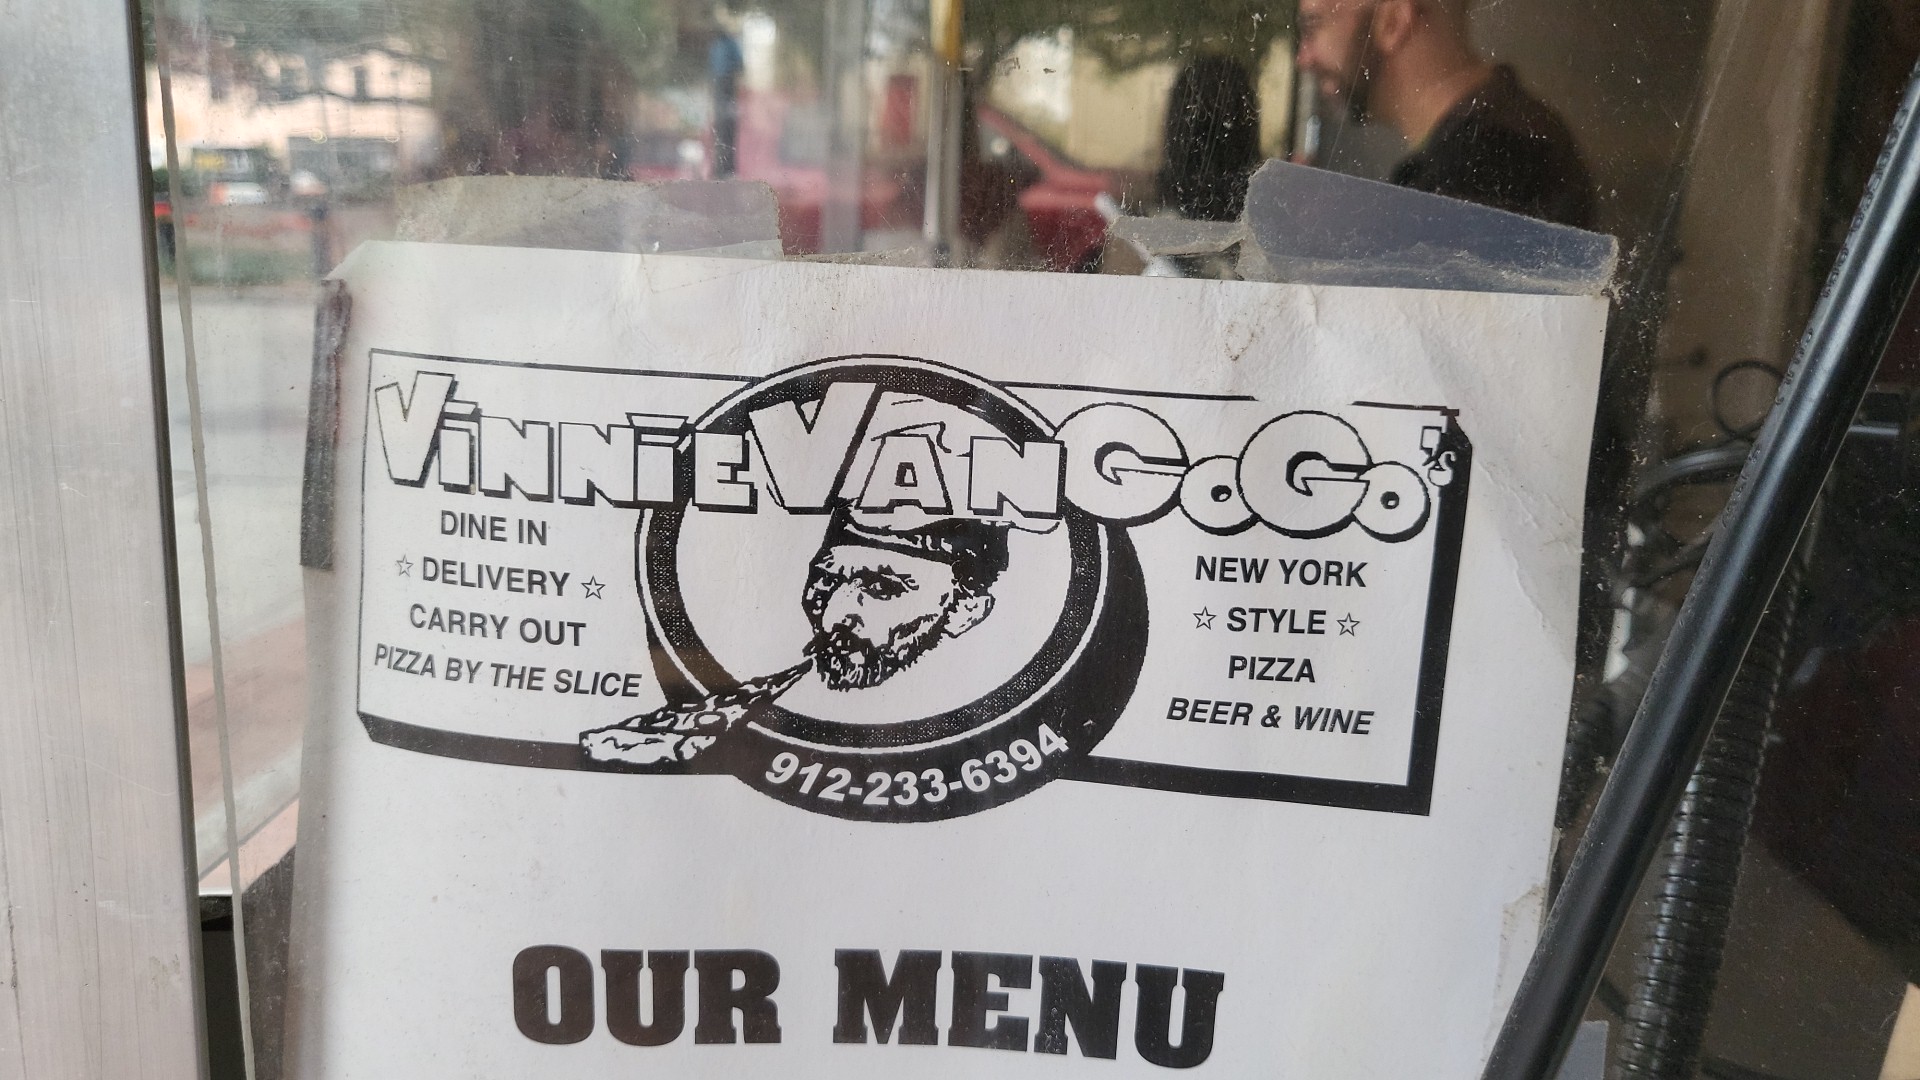 VinniE VAN GoGo's
DINE IN
☆ DELIVERY ☆
CARRY OUT
PIZZA BY THE SLICE
NEW YORK
☆ STYLE ☆
PIZZA
BEER & WINE
912-233-6394
OUR MENU